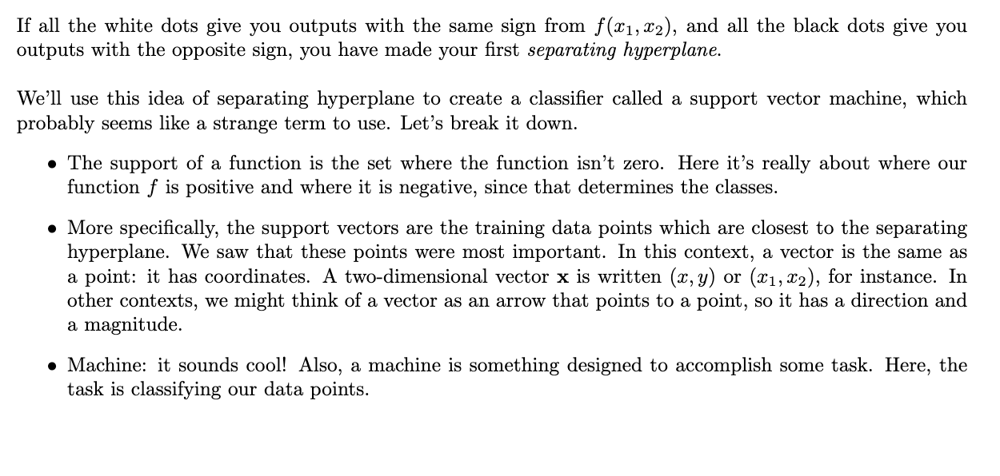 If all the white dots give you outputs with the same sign from f(x₁, x₂), and all the black dots give you
outputs with the opposite sign, you have made your first separating hyperplane.
We'll use this idea of separating hyperplane to create a classifier called a support vector machine, which
probably seems like a strange term to use. Let's break it down.
• The support of a function is the set where the function isn't zero. Here it's really about where our
function f is positive and where it is negative, since that determines the classes.
• More specifically, the support vectors are the training data points which are closest to the separating
hyperplane. We saw that these points were most important. In this context, a vector is the same as
a point: it has coordinates. A two-dimensional vector x is written (x, y) or (x₁, x₂), for instance. In
other contexts, we might think of a vector as an arrow that points to a point, so it has a direction and
a magnitude.
• Machine: it sounds cool! Also, a machine is something designed to accomplish some task. Here, the
task is classifying our data points.